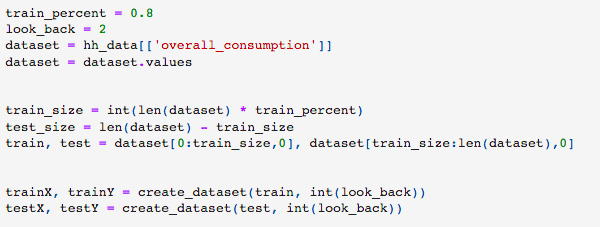 train_percent = 0.8
look_back = 2
dataset = hh_data[['overall_consumption']]
dataset = dataset.values
train_size = int(len(dataset) * train_percent)
test_size = len(dataset) - train_size
train, test = dataset[0:train_size,0], dataset[train_size:len(dataset),0]
trainX, trainY = create_dataset(train, int(look_back))
testX, testY = create_dataset(test, int(look_back))